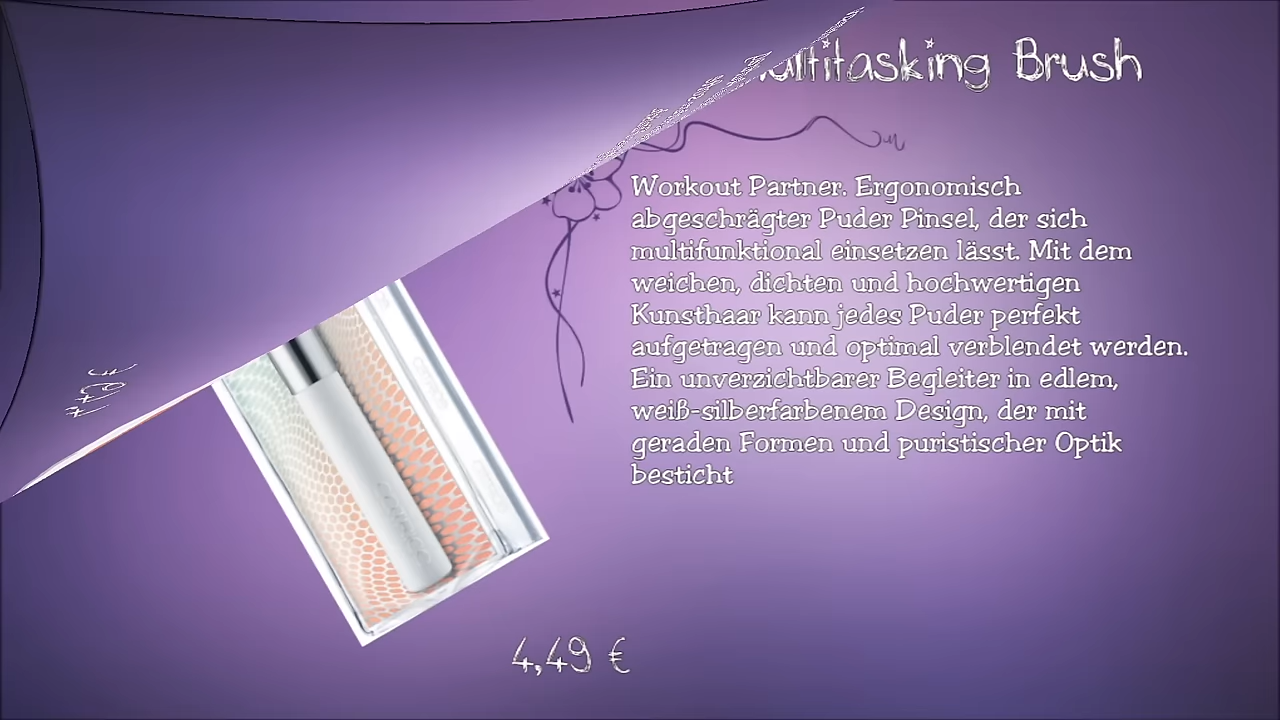 Multitasking Brush
Workout Partner. Ergonomisch
abgeschrägter Puder Pinsel, der sich
multifunktional einsetzen lässt. Mit dem
weichen, dichten und hochwertigen
Kunsthaar kann jedes Puder perfekt
aufgetragen und optimal verblendet werden.
Ein unverzichtbarer Begleiter in edlem,
weiß-silberfarbenem Design, der mit
geraden Formen und puristischer Optik
besticht
4,49 €